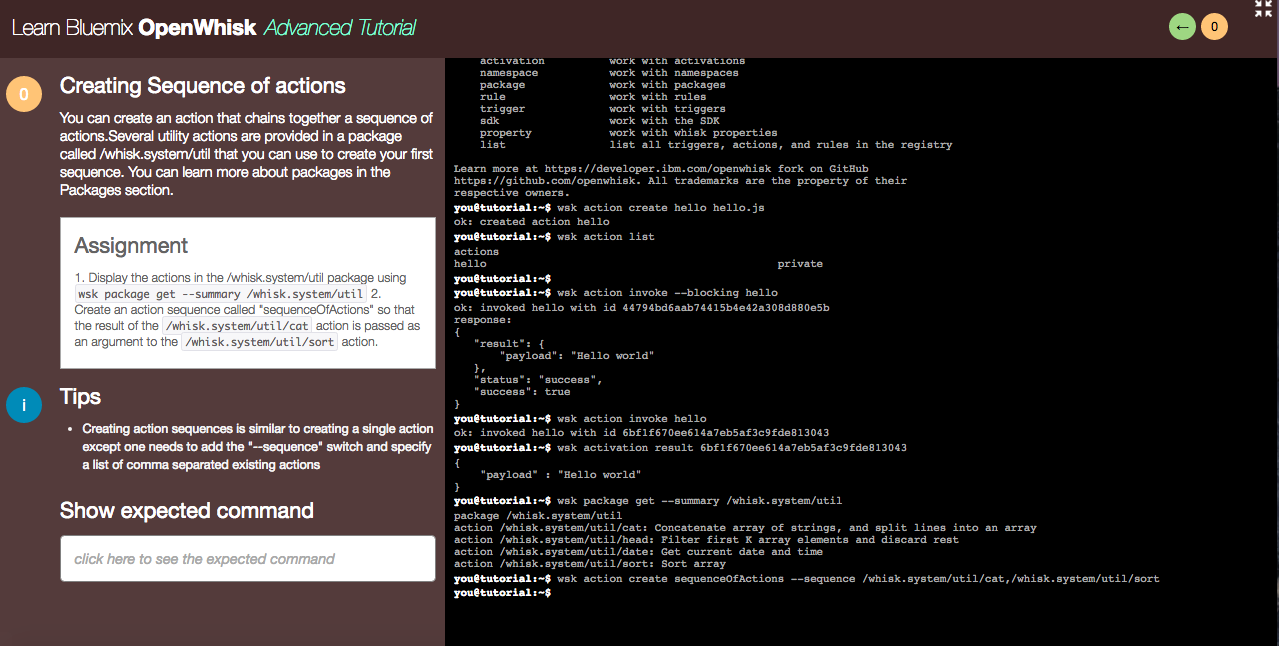 Learn Bluemix OpenWhisk Advanced Tutorial
← 0
0
Creating Sequence of actions
You can create an action that chains together a sequence of
actions.Several utility actions are provided in a package
called /whisk.system/util that you can use to create your first
sequence. You can learn more about packages in the
Packages section.
Assignment
1. Display the actions in the /whisk.system/util package using
wsk package get --summary /whisk.system/util 2.
Create an action sequence called "sequenceOfActions" so that
the result of the /whisk.system/util/cat action is passed as
an argument to the /whisk.system/util/sort action.
i
Tips
• Creating action sequences is similar to creating a single action
except one needs to add the "--sequence" switch and specify
a list of comma separated existing actions
Show expected command
click here to see the expected command
activation work with activations
namespace work with namespaces
package work with packages
rule work with rules
trigger work with triggers
sdk work with the SDK
property work with whisk properties
list list all triggers, actions, and rules in the registry
Learn more at https://developer.ibm.com/openwhisk fork on GitHub
https://github.com/openwhisk. All trademarks are the property of their
respective owners.
you@tutorial:~$ wsk action create hello hello.js
ok: created action hello
you@tutorial:~$ wsk action list
actions
hello private
you@tutorial:~$
you@tutorial:~$ wsk action invoke --blocking hello
ok: invoked hello with id 44794bd6aab74415b4e42a308d880e5b
response:
{
"result": {
"payload": "Hello world"
},
"status": "success",
"success": true
}
you@tutorial:~$ wsk action invoke hello
ok: invoked hello with id 6bf1f670ee614a7eb5af3c9fde813043
you@tutorial:~$ wsk activation result 6bf1f670ee614a7eb5af3c9fde813043
{
"payload" : "Hello world"
}
you@tutorial:~$ wsk package get --summary /whisk.system/util
package /whisk.system/util
action /whisk.system/util/cat: Concatenate array of strings, and split lines into an array
action /whisk.system/util/head: Filter first K array elements and discard rest
action /whisk.system/util/date: Get current date and time
action /whisk.system/util/sort: Sort array
you@tutorial:~$ wsk action create sequenceOfActions --sequence /whisk.system/util/cat,/whisk.system/util/sort
you@tutorial:~$